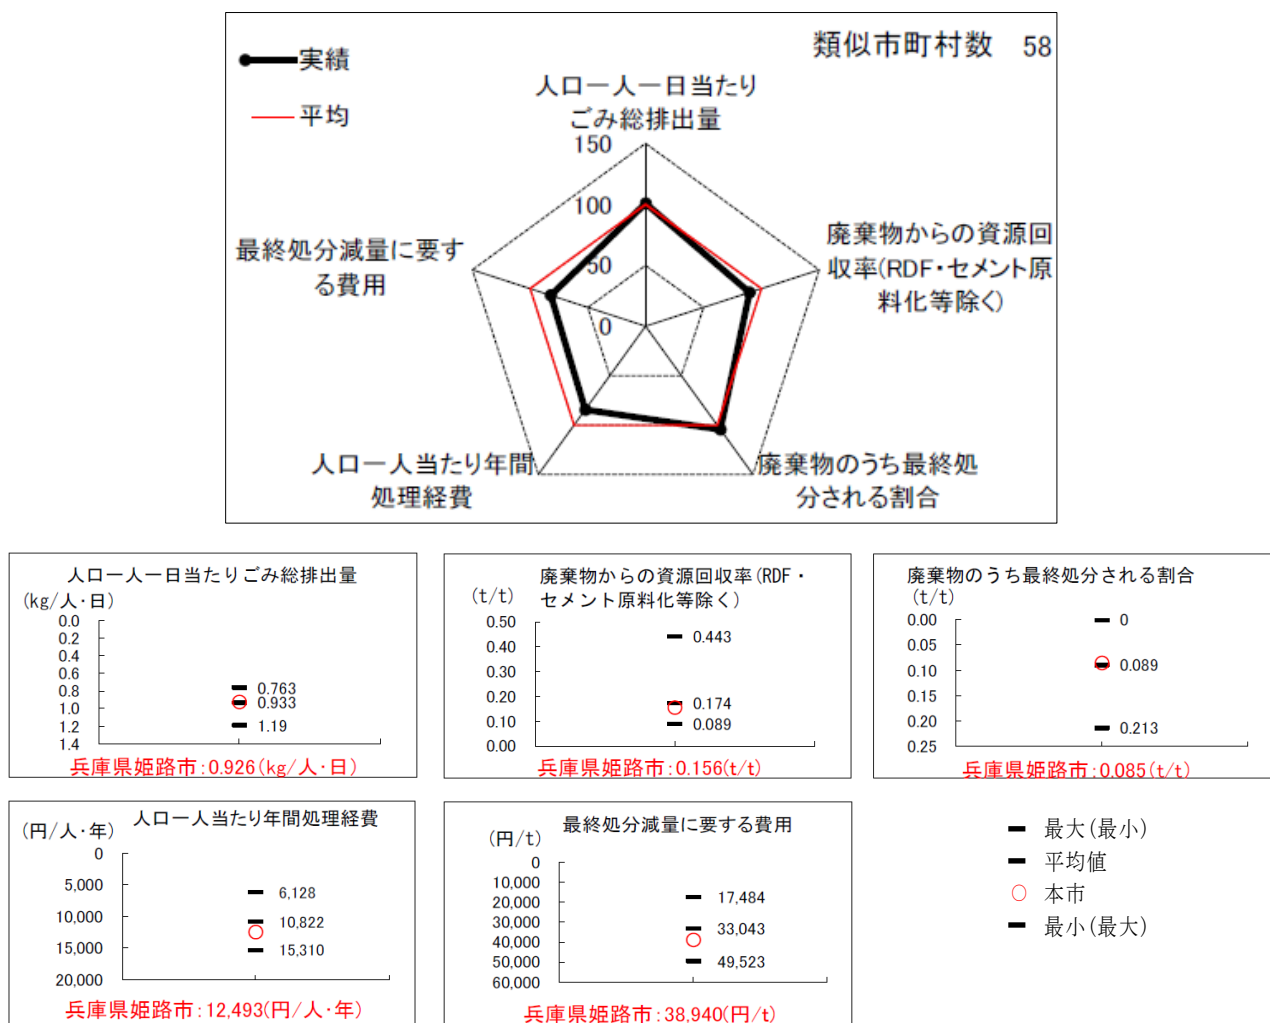 実績
平均
類似市町村数 58
人口一人一日当たり
ごみ総排出量
150
100
50
0
廃棄物からの資源回
収率(RDF・セメント原
料化等除く)
最終処分減量に要す
る費用
人口一人当たり年間
処理経費
廃棄物のうち最終処
分される割合
人口一人一日当たりごみ総排出量
(kg/人・日)
0.0
0.2
0.4
0.6
0.8
1.0
1.2
1.4
0.763
0.933
1.19
兵庫県姫路市:0.926(kg/人・日)
廃棄物からの資源回収率(RDF・
セメント原料化等除く)
(t/t)
0.50
0.40
0.30
0.20
0.10
0.00
0.443
0.174
0.089
兵庫県姫路市:0.156(t/t)
廃棄物のうち最終処分される割合
(t/t)
0.00
0.05
0.10
0.15
0.20
0.25
0
0.089
0.213
兵庫県姫路市:0.085(t/t)
人口一人当たり年間処理経費
(円/人・年)
0
5,000
10,000
15,000
20,000
6,128
10,822
15,310
兵庫県姫路市:12,493(円/人・年)
最終処分減量に要する費用
(円/t)
0
10,000
20,000
30,000
40,000
50,000
60,000
17,484
33,043
49,523
兵庫県姫路市:38,940(円/t)
最大(最小)
平均値
本市
最小(最大)